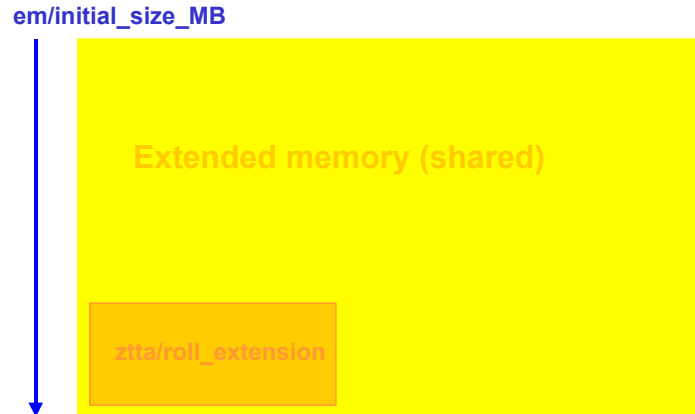 em/initial_size_MB
Extended memory (shared)
ztta/roll_extension